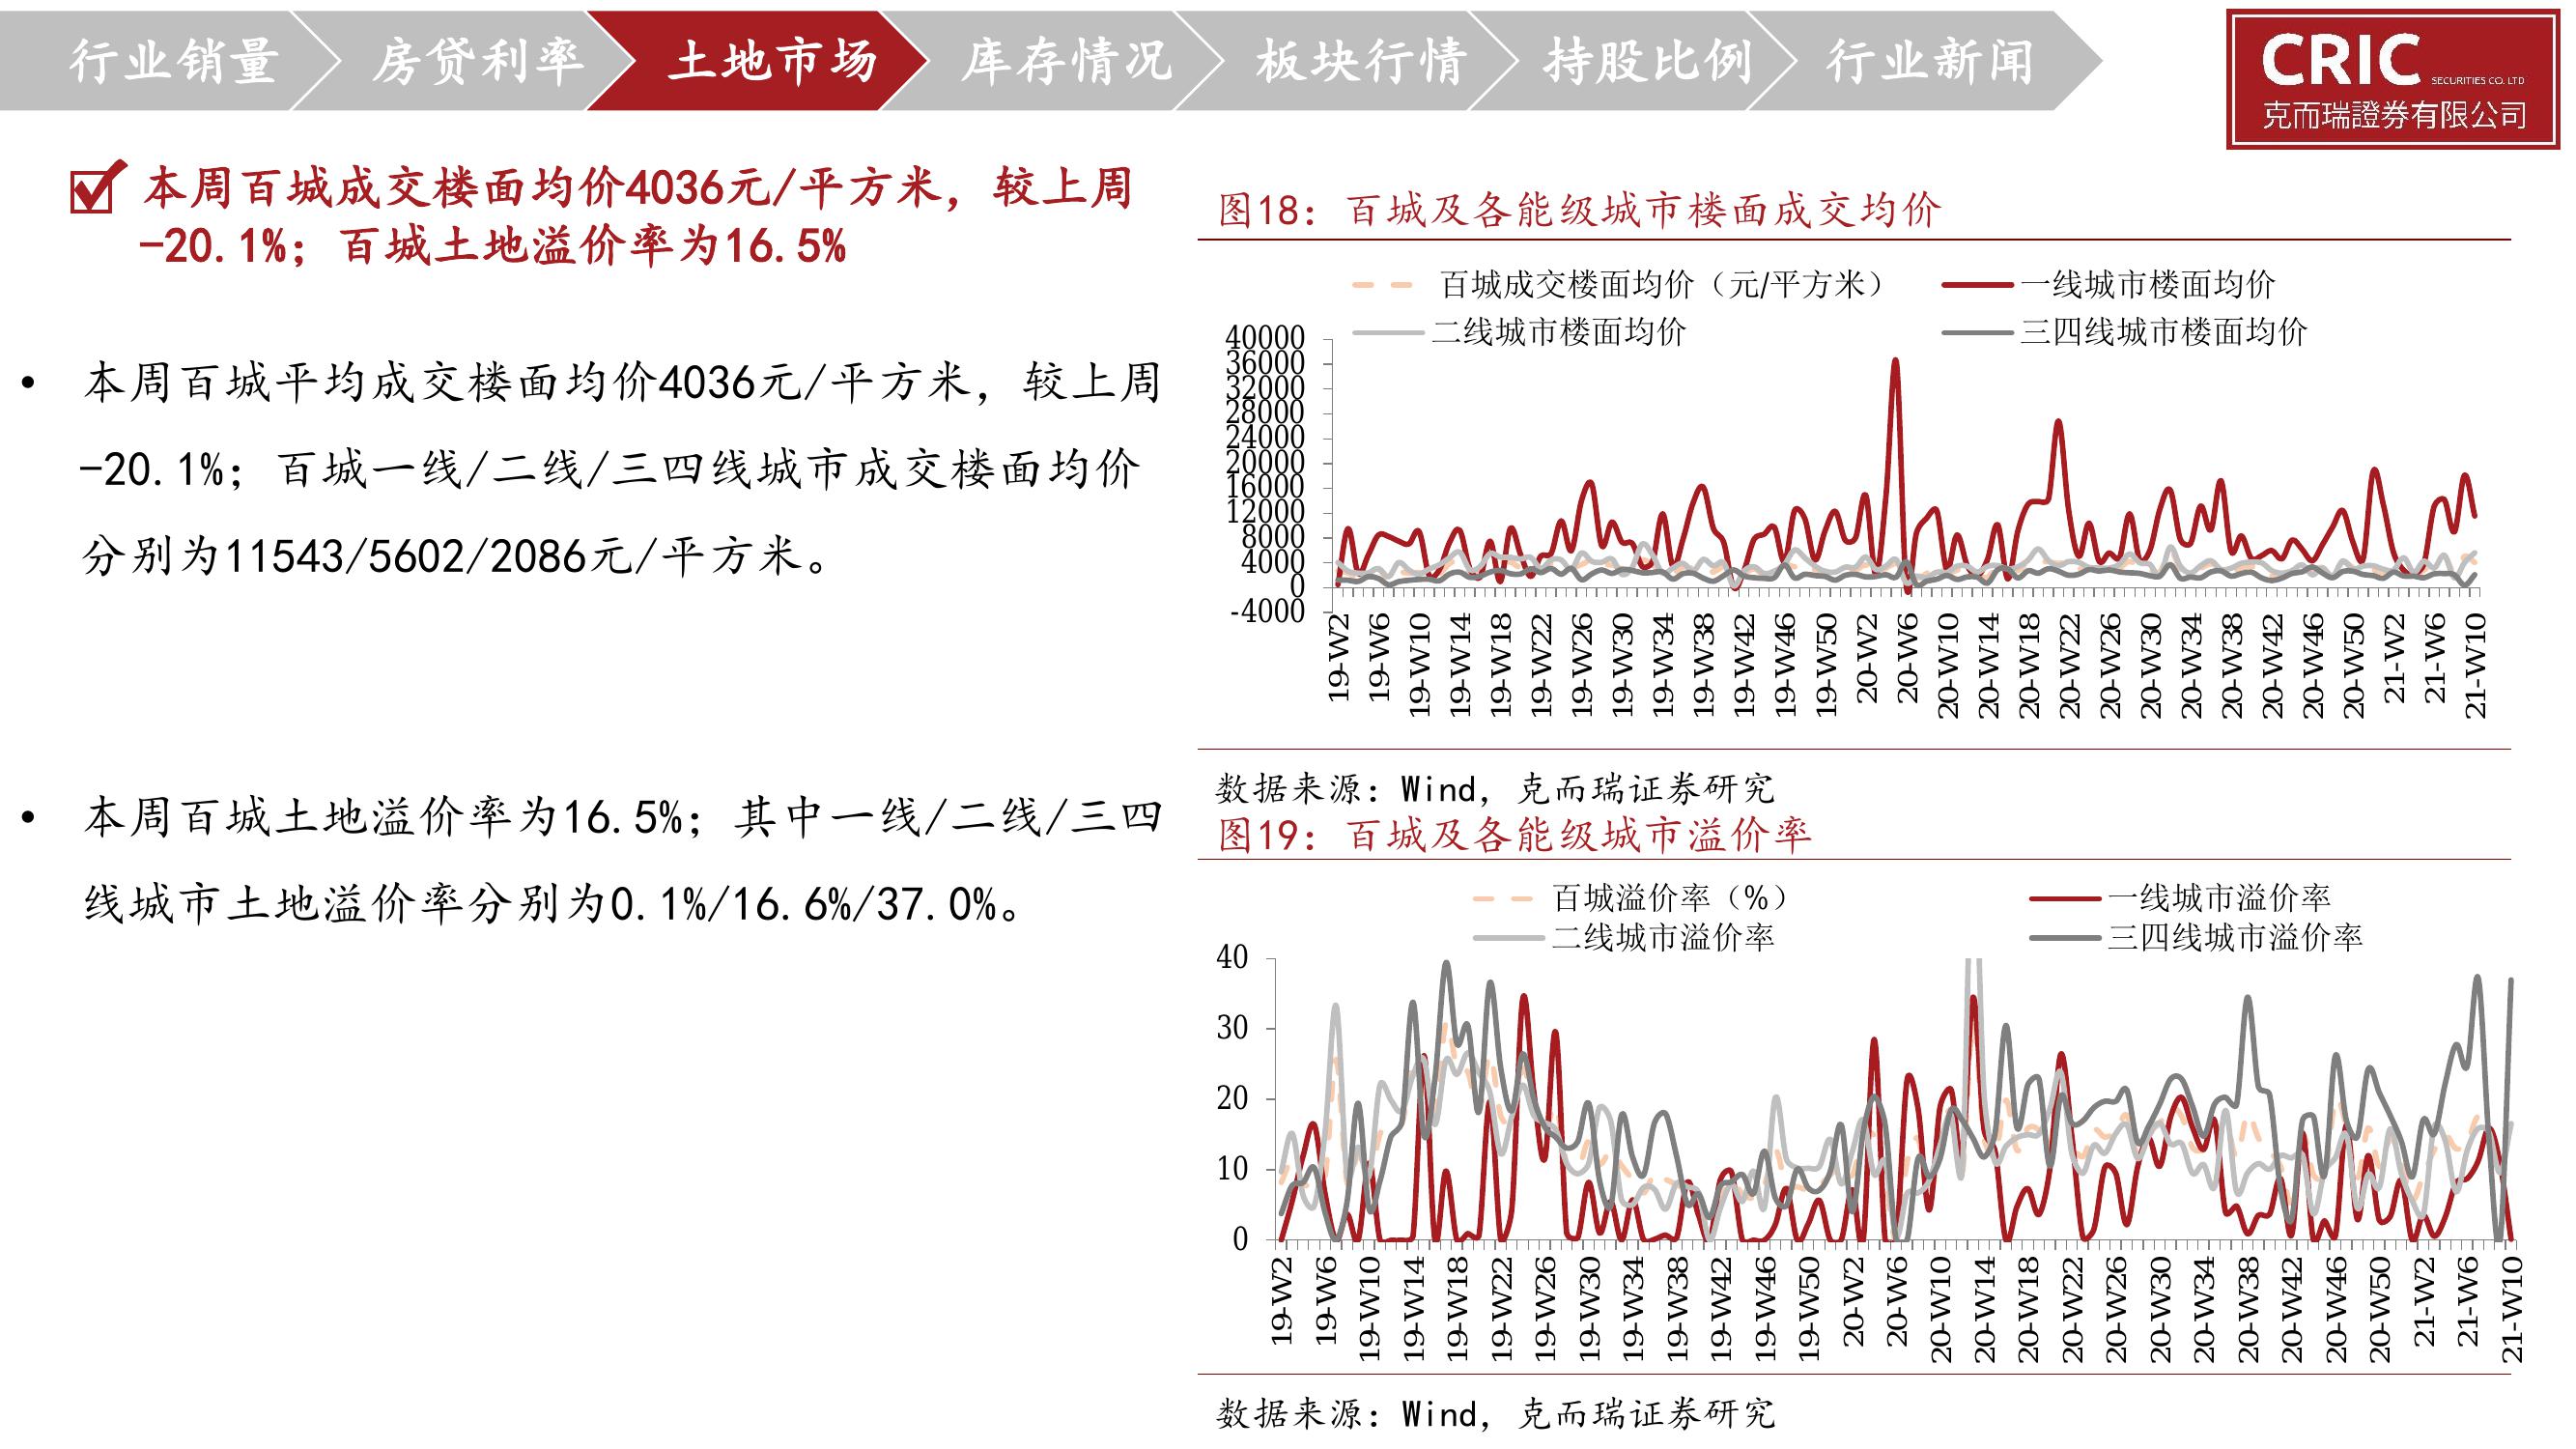 行业销量
房贷利率
土地市场
库存情况
板块行情
持股比例
行业新闻
CRIC
SECURITIES CO. LTD
克而瑞證券有限公司
本周百城成交楼面均价4036元/平方米，较上周
-20.1%；百城土地溢价率为16.5%
• 本周百城平均成交楼面均价4036元/平方米，较上周
-20.1%；百城一线/二线/三四线城市成交楼面均价
分别为11543/5602/2086元/平方米。
• 本周百城土地溢价率为16.5%；其中一线/二线/三四
线城市土地溢价率分别为0.1%/16.6%/37.0%。
图18：百城及各能级城市楼面成交均价
百城成交楼面均价（元/平方米）
一线城市楼面均价
二线城市楼面均价
三四线城市楼面均价
40000
36000
32000
28000
24000
20000
16000
12000
8000
4000
0
-4000
19-W2
19-W6
19-W10
19-W14
19-W18
19-W22
19-W26
19-W30
19-W34
19-W38
19-W42
19-W46
19-W50
20-W2
20-W6
20-W10
20-W14
20-W18
20-W22
20-W26
20-W30
20-W34
20-W38
20-W42
20-W46
20-W50
21-W2
21-W6
21-W10
数据来源：Wind，克而瑞证券研究
图19：百城及各能级城市溢价率
百城溢价率（%）
一线城市溢价率
二线城市溢价率
三四线城市溢价率
40
30
20
10
0
19-W2
19-W6
19-W10
19-W14
19-W18
19-W22
19-W26
19-W30
19-W34
19-W38
19-W42
19-W46
19-W50
20-W2
20-W6
20-W10
20-W14
20-W18
20-W22
20-W26
20-W30
20-W34
20-W38
20-W42
20-W46
20-W50
21-W2
21-W6
21-W10
数据来源：Wind，克而瑞证券研究